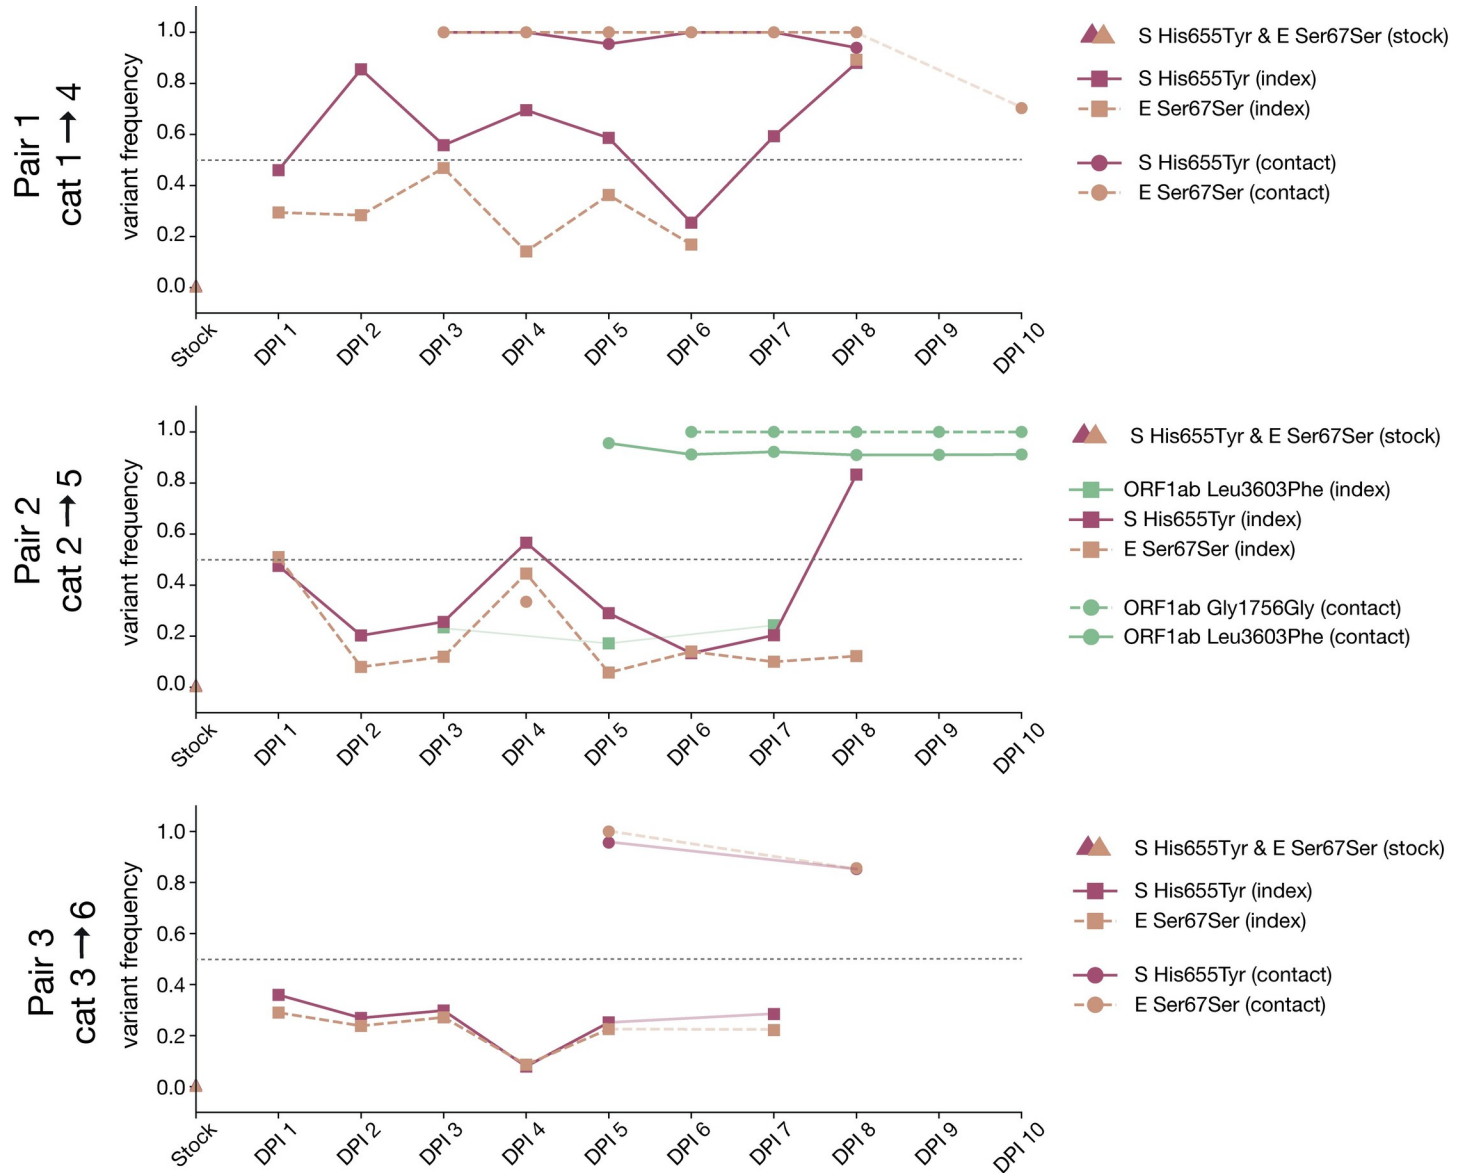 Pair 1
cat 1 → 4
variant frequency
1.0
0.8
0.6
0.4
0.2
0.0
Stock
DPI 1
DPI 2
DPI 3
DPI 4
DPI 5
DPI 6
DPI 7
DPI 8
DPI 9
DPI 10
S His655Tyr & E Ser67Ser (stock)
S His655Tyr (index)
E Ser67Ser (index)
S His655Tyr (contact)
E Ser67Ser (contact)
Pair 2
cat 2 → 5
variant frequency
1.0
0.8
0.6
0.4
0.2
0.0
Stock
DPI 1
DPI 2
DPI 3
DPI 4
DPI 5
DPI 6
DPI 7
DPI 8
DPI 9
DPI 10
S His655Tyr & E Ser67Ser (stock)
ORF1ab Leu3603Phe (index)
S His655Tyr (index)
E Ser67Ser (index)
ORF1ab Gly1756Gly (contact)
ORF1ab Leu3603Phe (contact)
Pair 3
cat 3 → 6
variant frequency
1.0
0.8
0.6
0.4
0.2
0.0
Stock
DPI 1
DPI 2
DPI 3
DPI 4
DPI 5
DPI 6
DPI 7
DPI 8
DPI 9
DPI 10
S His655Tyr & E Ser67Ser (stock)
S His655Tyr (index)
E Ser67Ser (index)
S His655Tyr (contact)
E Ser67Ser (contact)